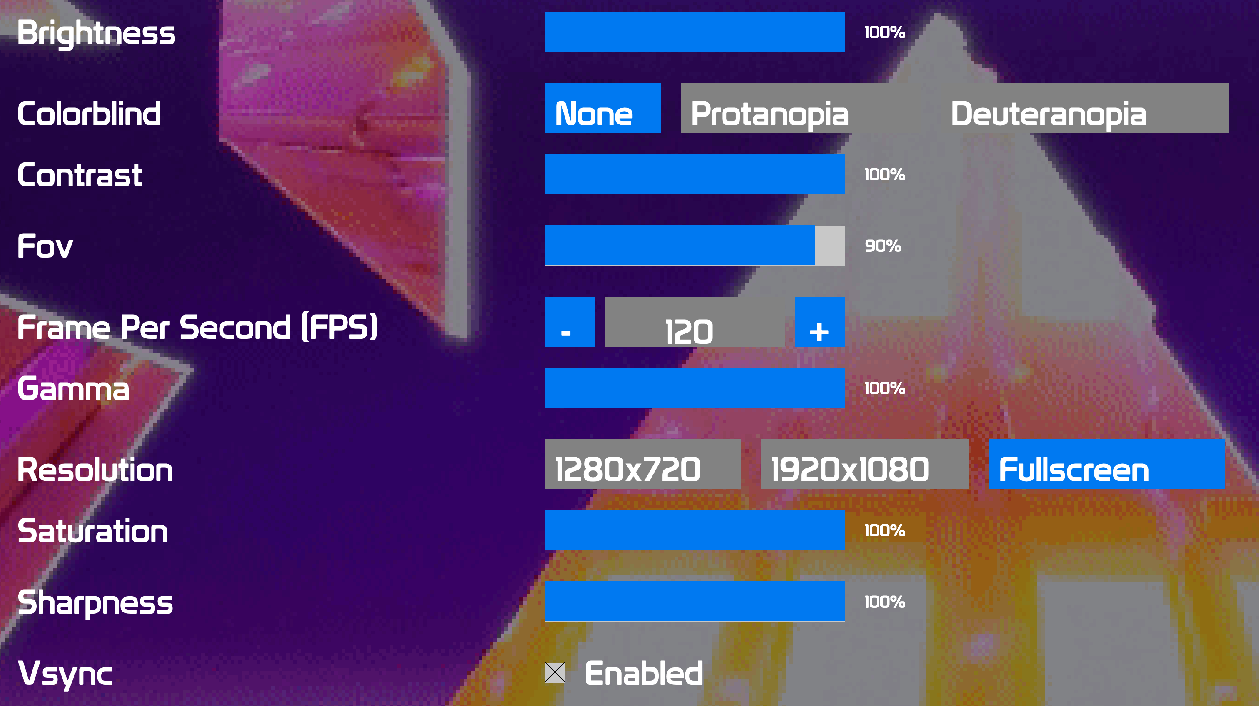 Brightness 100%
Colorblind None Protanopia Deuteranopia
Contrast 100%
Fov 90%
Frame Per Second (FPS) - 120 +
Gamma 100%
Resolution 1280x720 1920x1080 Fullscreen
Saturation 100%
Sharpness 100%
Vsync Enabled